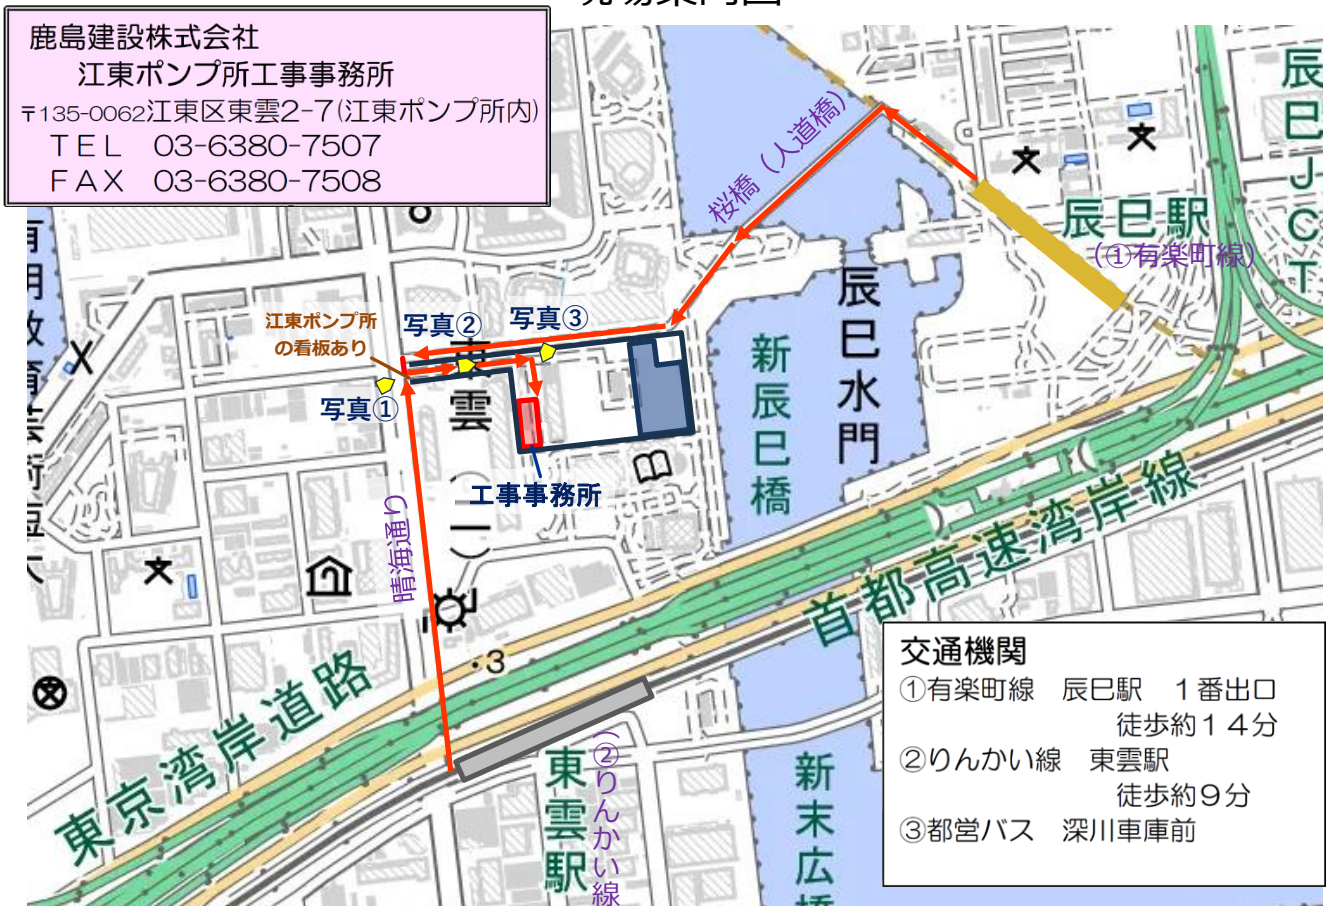 鹿島建設株式会社
江東ポンプ所工事事務所
〒135-0062江東区東雲2-7(江東ポンプ所内)
ＴＥＬ　03-6380-7507
ＦＡＸ　03-6380-7508
桜橋（人道橋）
辰巳駅
（①有楽町線）
辰巳ＪＣＴ
江東ポンプ所
の看板あり
写真②
写真③
写真①
東雲（二）
工事事務所
晴海通り
新辰巳橋
辰巳水門
首都高速湾岸線
東京湾岸道路
・3
東雲駅
（②りんかい線
新末広橋
交通機関
①有楽町線　辰巳駅　１番出口
徒歩約１４分
②りんかい線　東雲駅
徒歩約９分
③都営バス　深川車庫前